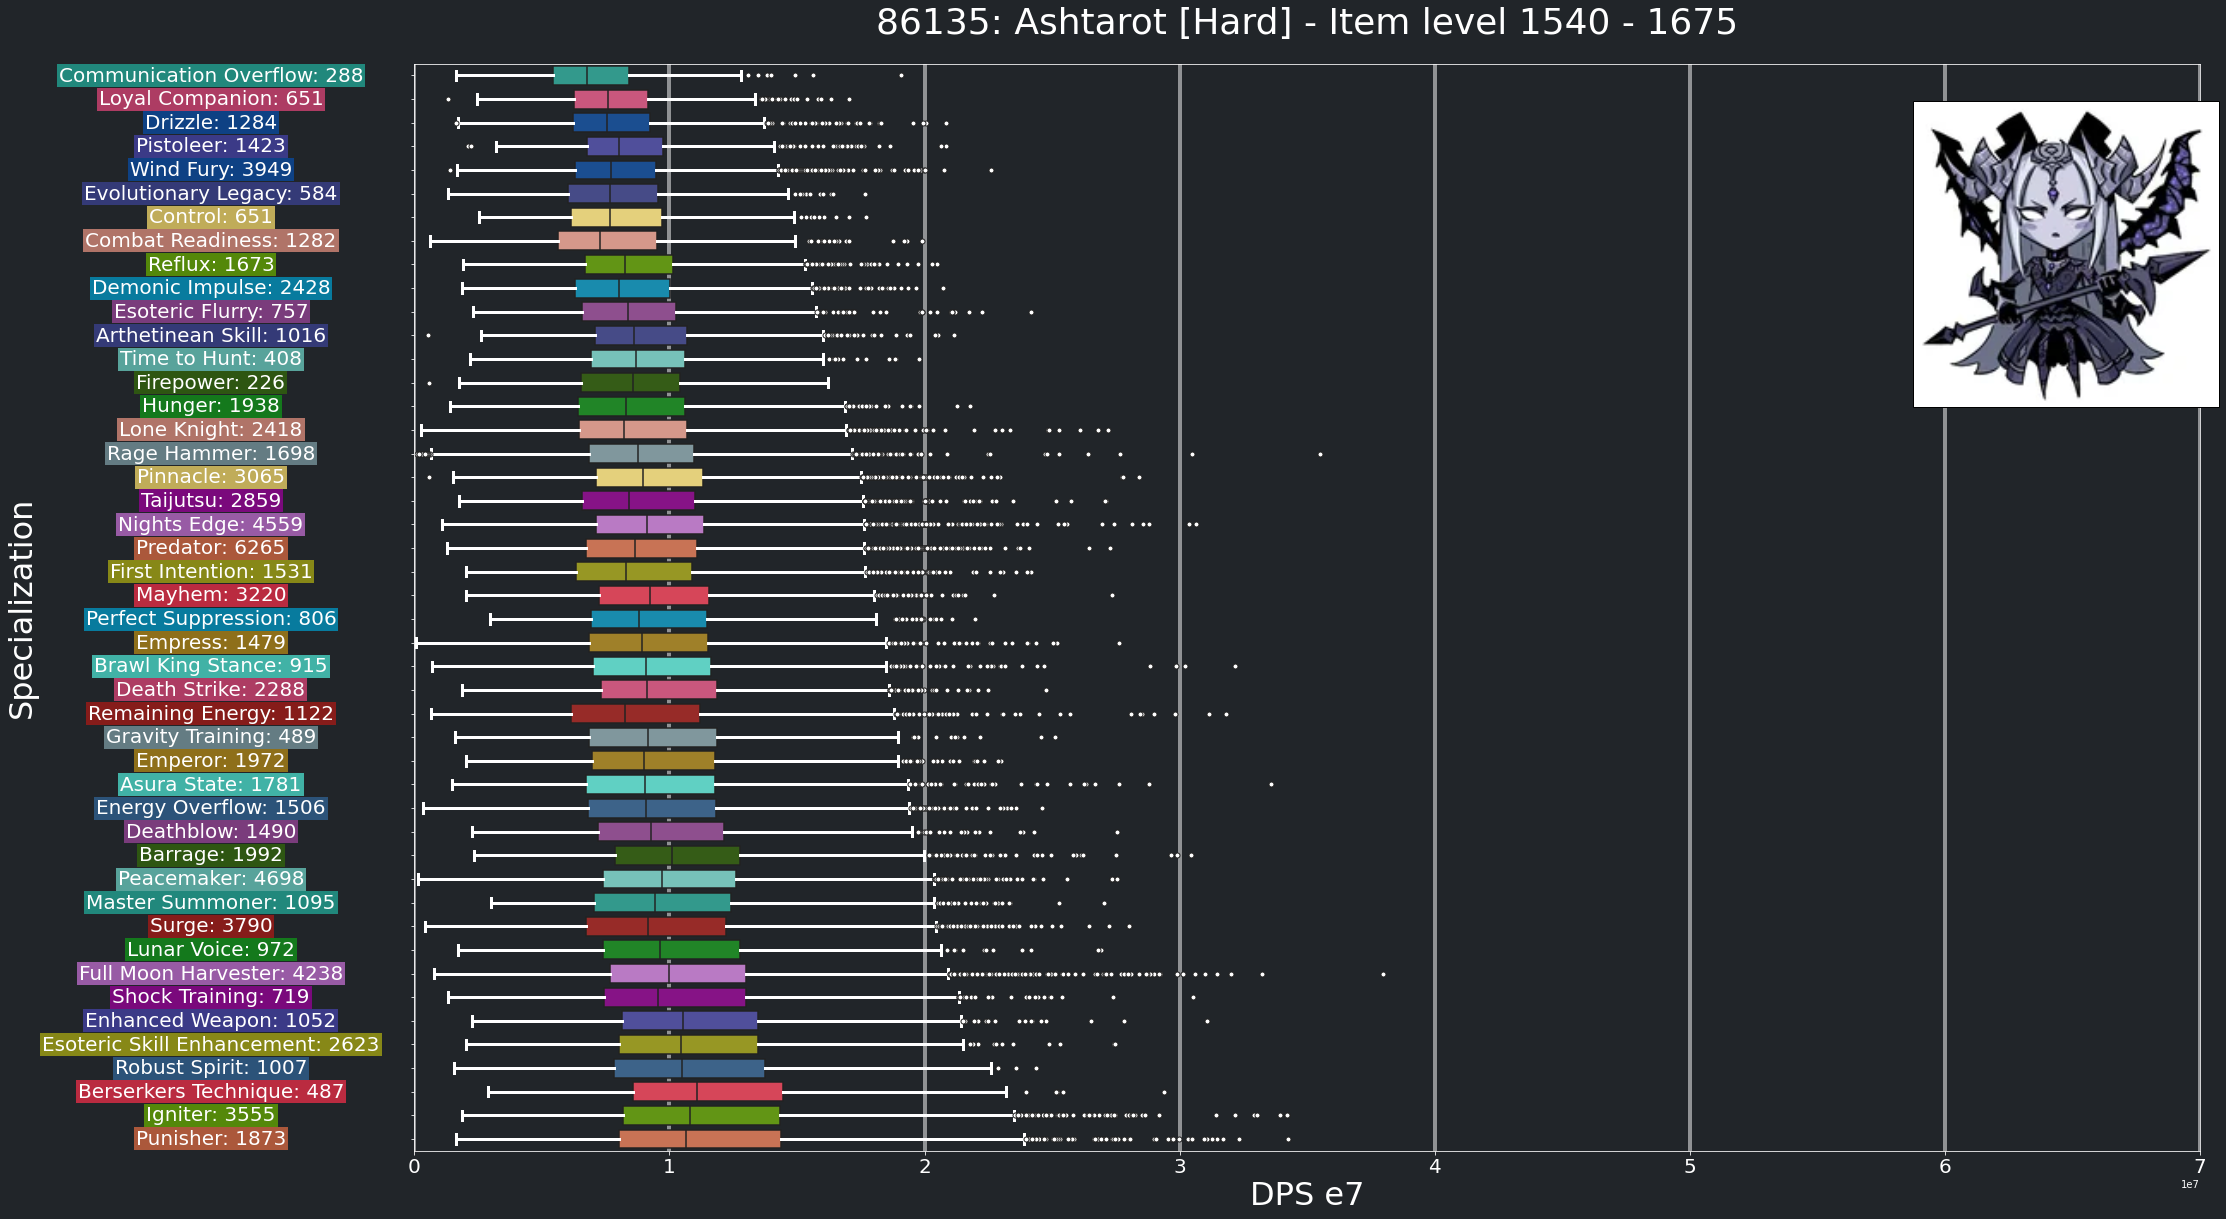 86135: Ashtarot [Hard] - Item level 1540 - 1675
Specialization
Communication Overflow: 288
Loyal Companion: 651
Drizzle: 1284
Pistoleer: 1423
Wind Fury: 3949
Evolutionary Legacy: 584
Control: 651
Combat Readiness: 1282
Reflux: 1673
Demonic Impulse: 2428
Esoteric Flurry: 757
Arthetinean Skill: 1016
Time to Hunt: 408
Firepower: 226
Hunger: 1938
Lone Knight: 2418
Rage Hammer: 1698
Pinnacle: 3065
Taijutsu: 2859
Nights Edge: 4559
Predator: 6265
First Intention: 1531
Mayhem: 3220
Perfect Suppression: 806
Empress: 1479
Brawl King Stance: 915
Death Strike: 2288
Remaining Energy: 1122
Gravity Training: 489
Emperor: 1972
Asura State: 1781
Energy Overflow: 1506
Deathblow: 1490
Barrage: 1992
Peacemaker: 4698
Master Summoner: 1095
Surge: 3790
Lunar Voice: 972
Full Moon Harvester: 4238
Shock Training: 719
Enhanced Weapon: 1052
Esoteric Skill Enhancement: 2623
Robust Spirit: 1007
Berserkers Technique: 487
Igniter: 3555
Punisher: 1873
0 1 2 3 4 5 6 7
1e7
DPS e7